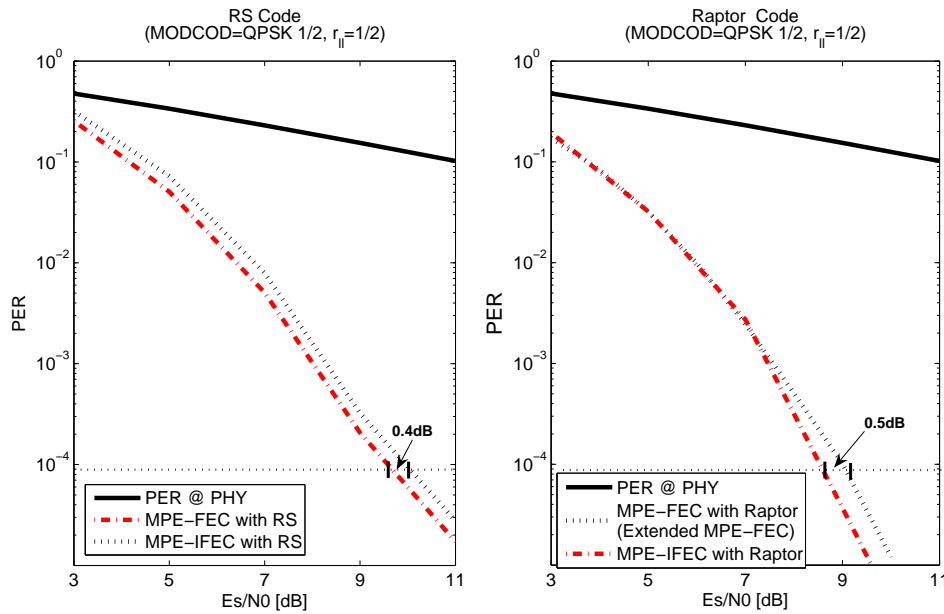 RS Code
(MODCOD=QPSK 1/2, r_II=1/2)
10^0
10^-1
10^-2
10^-3
10^-4
PER
0.4dB
PER @ PHY
MPE−FEC with RS
MPE−IFEC with RS
3 5 7 9 11
Es/N0 [dB]
Raptor Code
(MODCOD=QPSK 1/2, r_II=1/2)
10^0
10^-1
10^-2
10^-3
10^-4
PER
0.5dB
PER @ PHY
MPE−FEC with Raptor
(Extended MPE−FEC)
MPE−IFEC with Raptor
3 5 7 9 11
Es/N0 [dB]